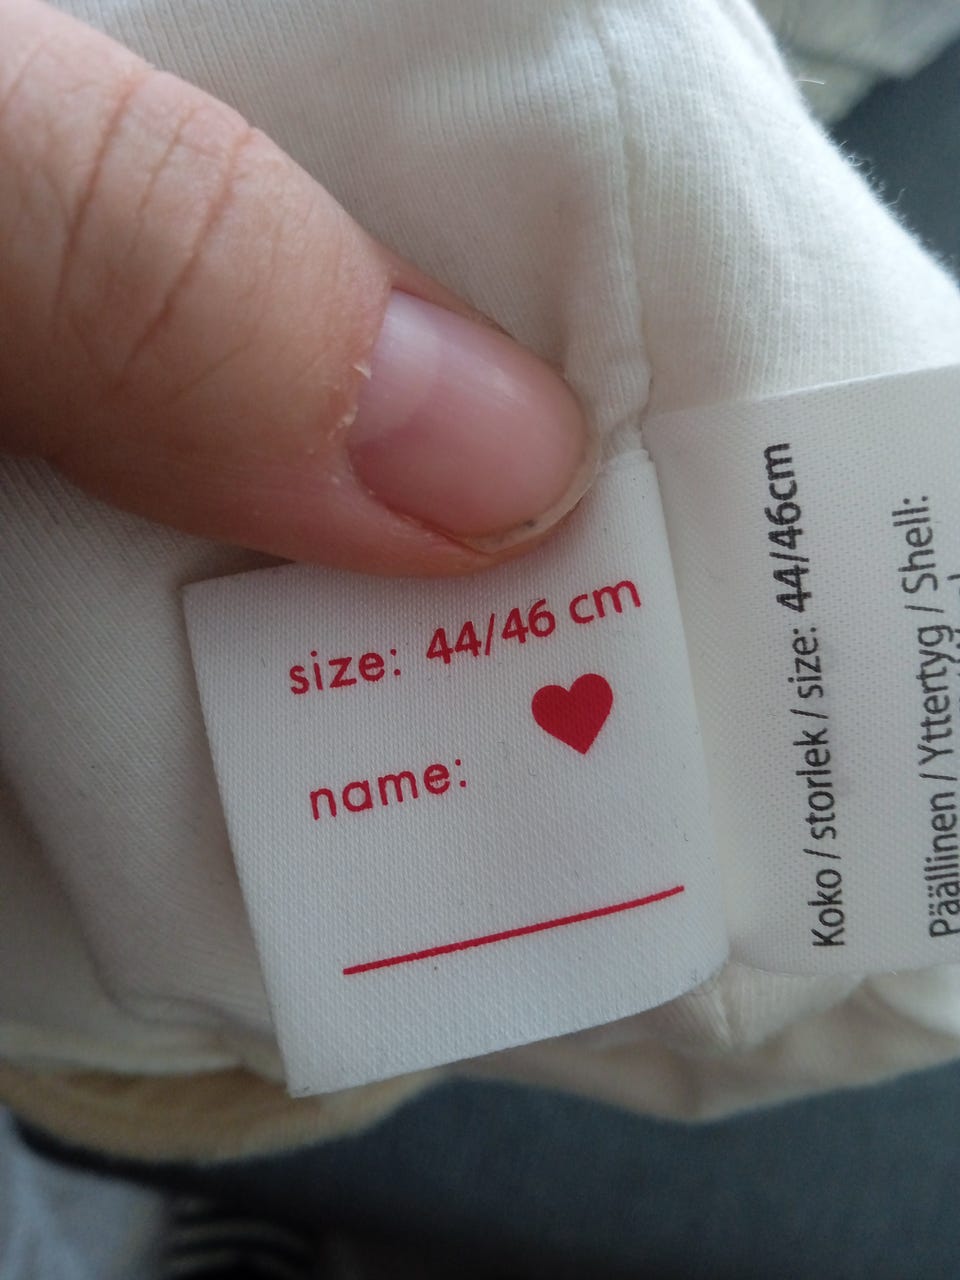 size: 44/46 cm
name:
Koko / storlek / size: 44/46cm
Päällinen / Yttertyg / Shell: